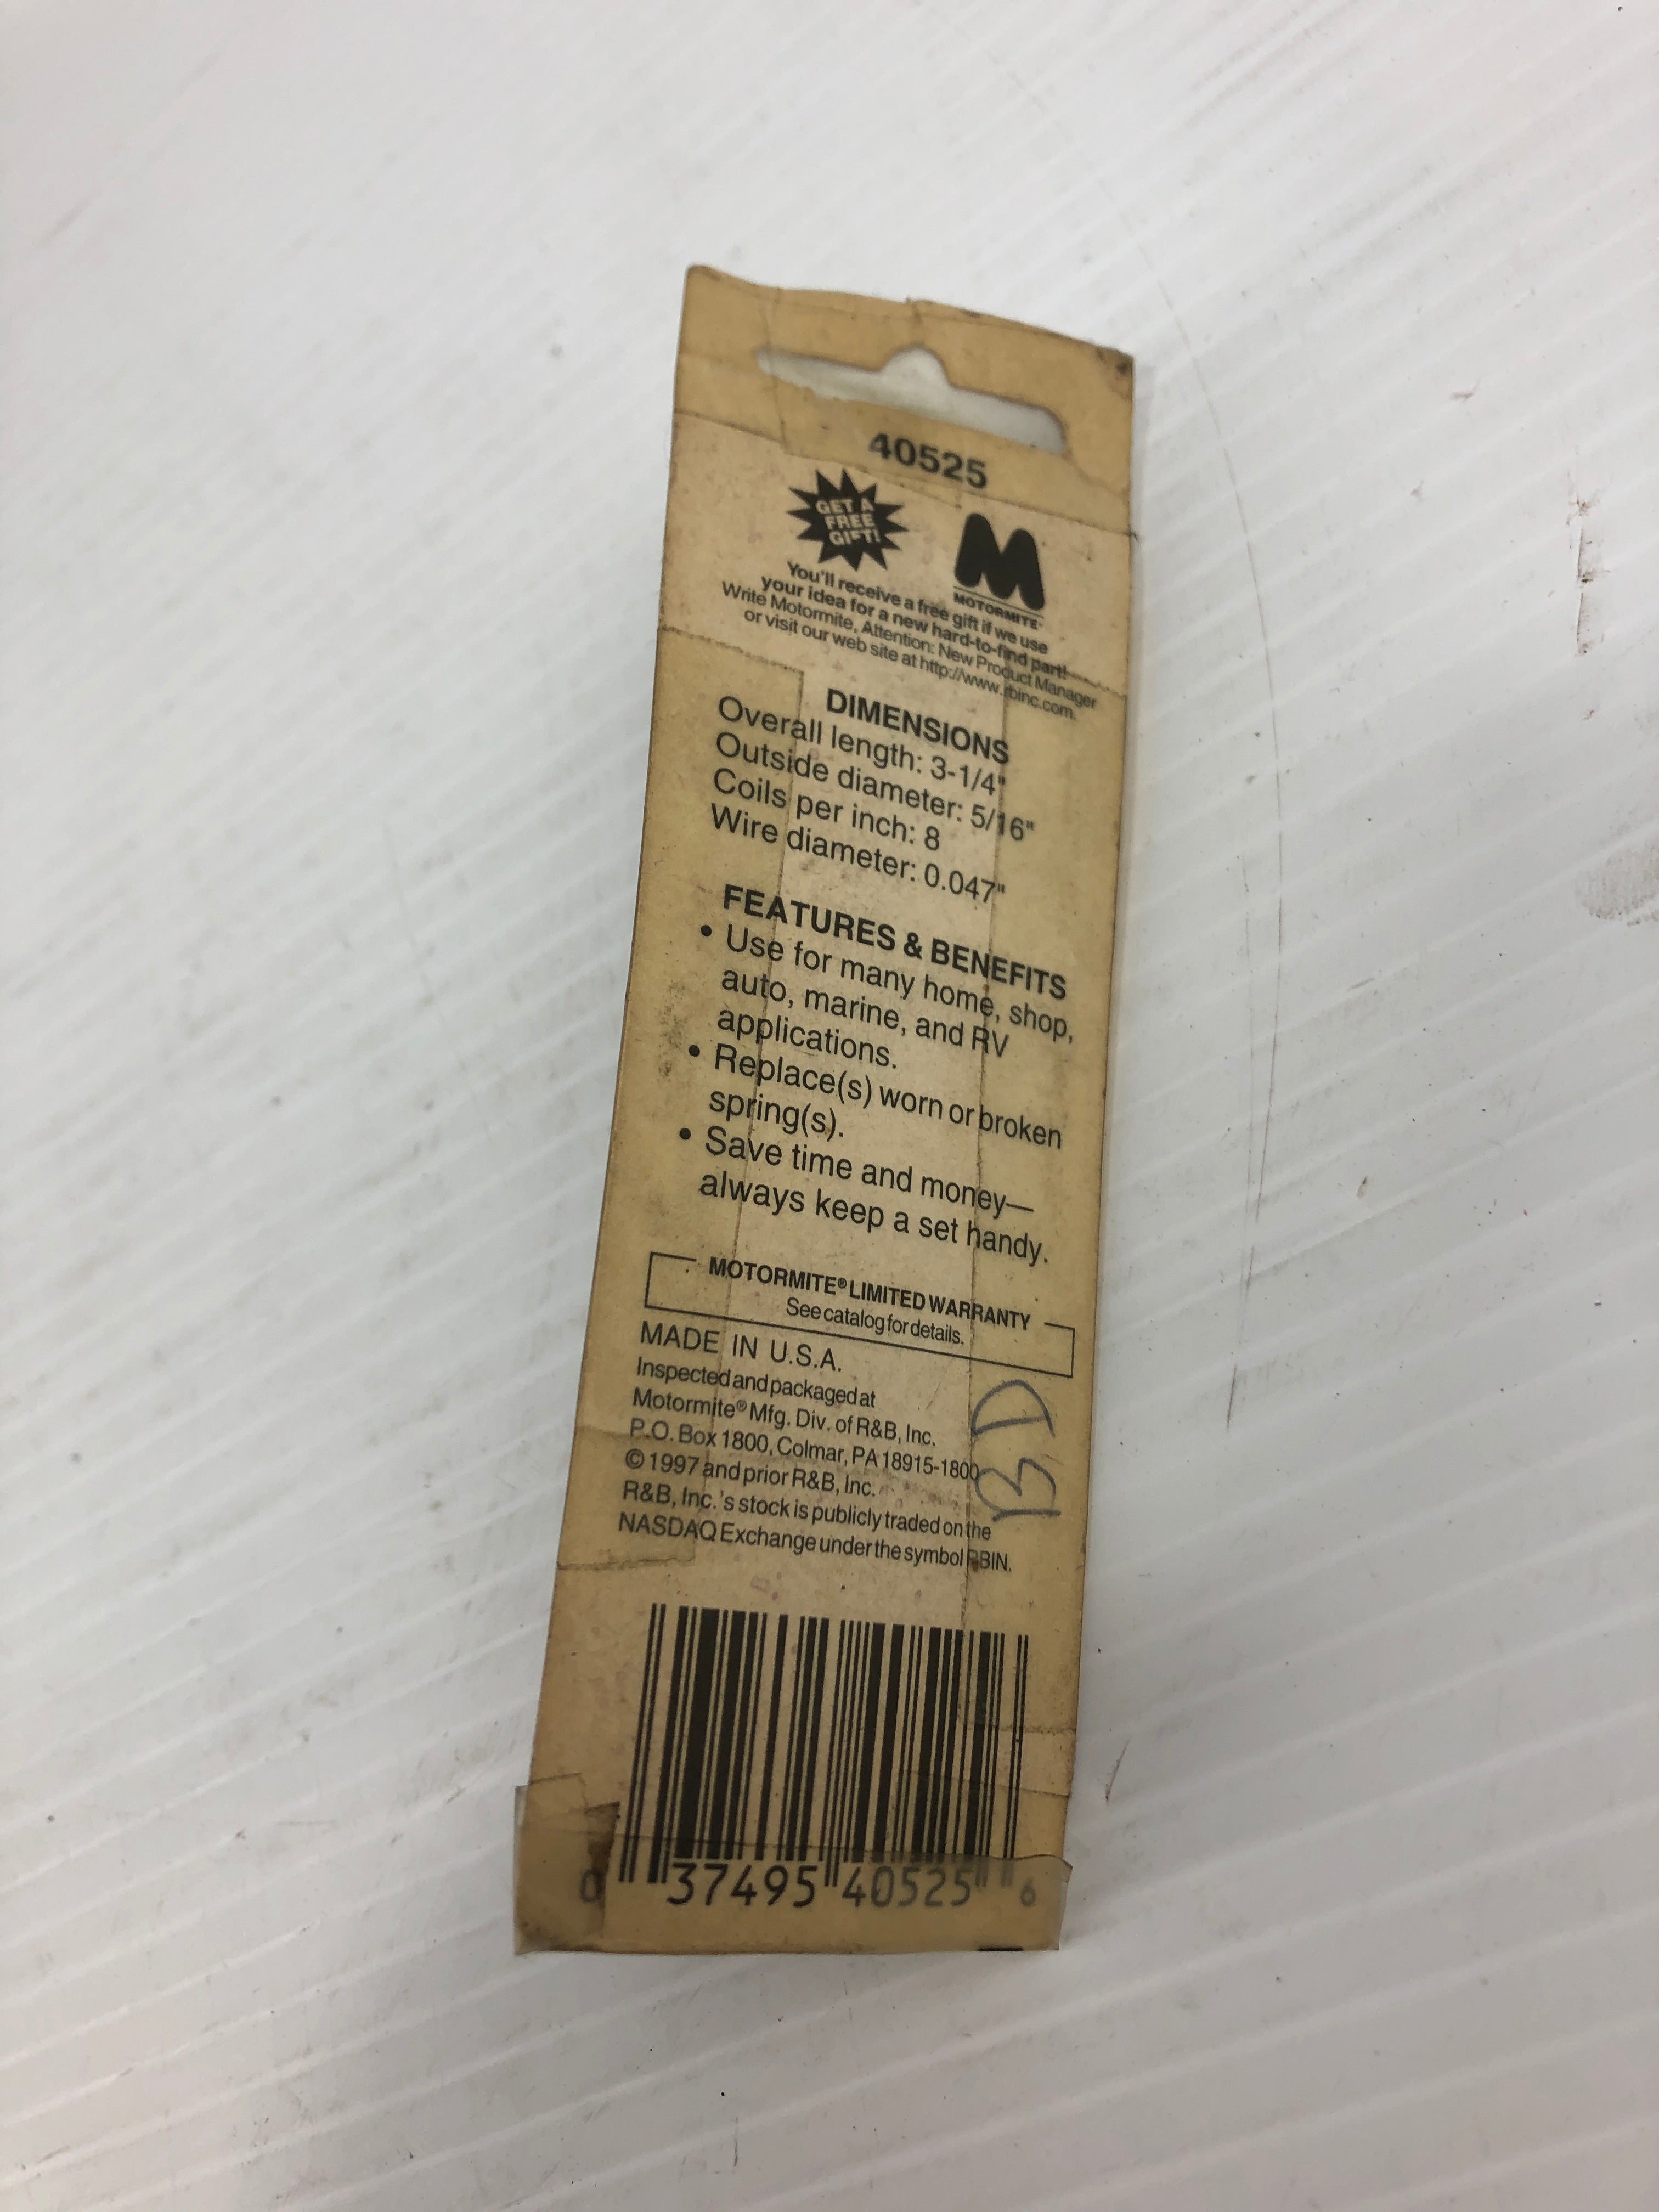 40525
GET A
FREE
GIFT!
MOTORMITE
You'll receive a free gift if we use
your idea for a new hard-to-find part!
Write Motormite, Attention: New Product Manager
or visit our web site at http://www.rbinc.com.
DIMENSIONS
Overall length: 3-1/4"
Outside diameter: 5/16"
Coils per inch: 8
Wire diameter: 0.047"
FEATURES & BENEFITS
• Use for many home, shop,
auto, marine, and RV
applications.
• Replace(s) worn or broken
spring(s).
• Save time and money—
always keep a set handy.
MOTORMITE® LIMITED WARRANTY
See catalog for details.
MADE IN U.S.A.
Inspected and packaged at
Motormite® Mfg. Div. of R&B, Inc.
P.O. Box 1800, Colmar, PA 18915-1800
© 1997 and prior R&B, Inc.
R&B, Inc.'s stock is publicly traded on the
NASDAQ Exchange under the symbol RBIN.
BD
0 37495 40525 6